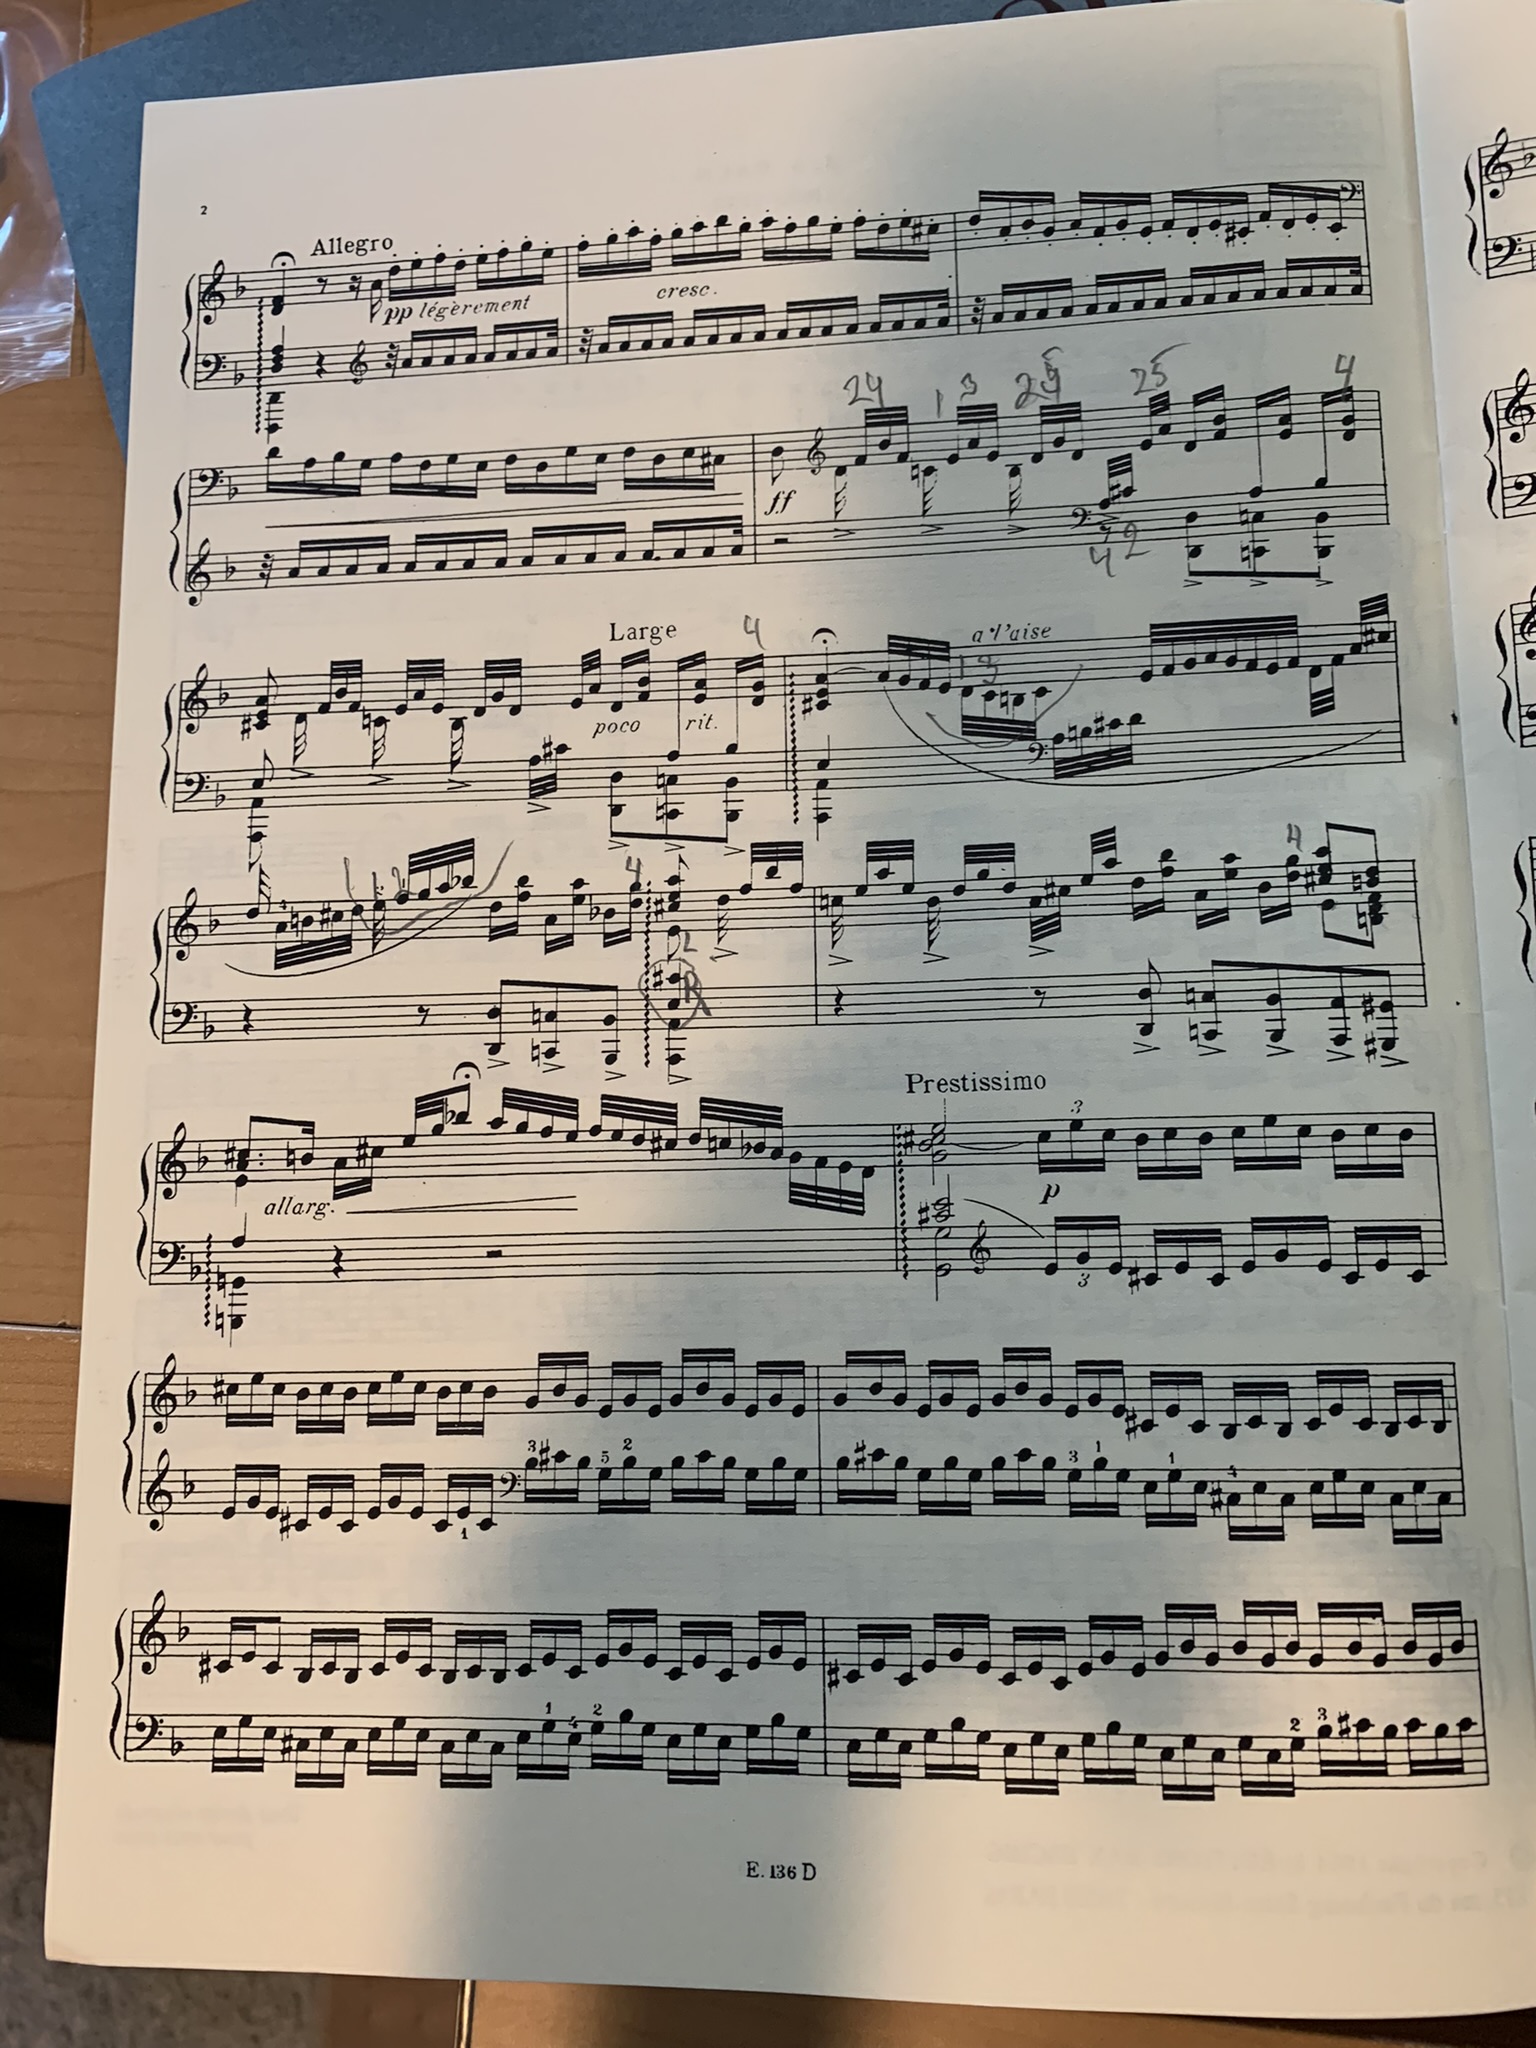 2
Allegro
pp légèrement
cresc.
24 1 3 25 4
ff
4 2
Large
4
a l'aise
1 3
poco rit.
1 1 2 4 4
2
R
Prestissimo
3
allarg.
p
3
3 5 2 3 1 1 4
1
1 4 2 2 3
E. 136 D